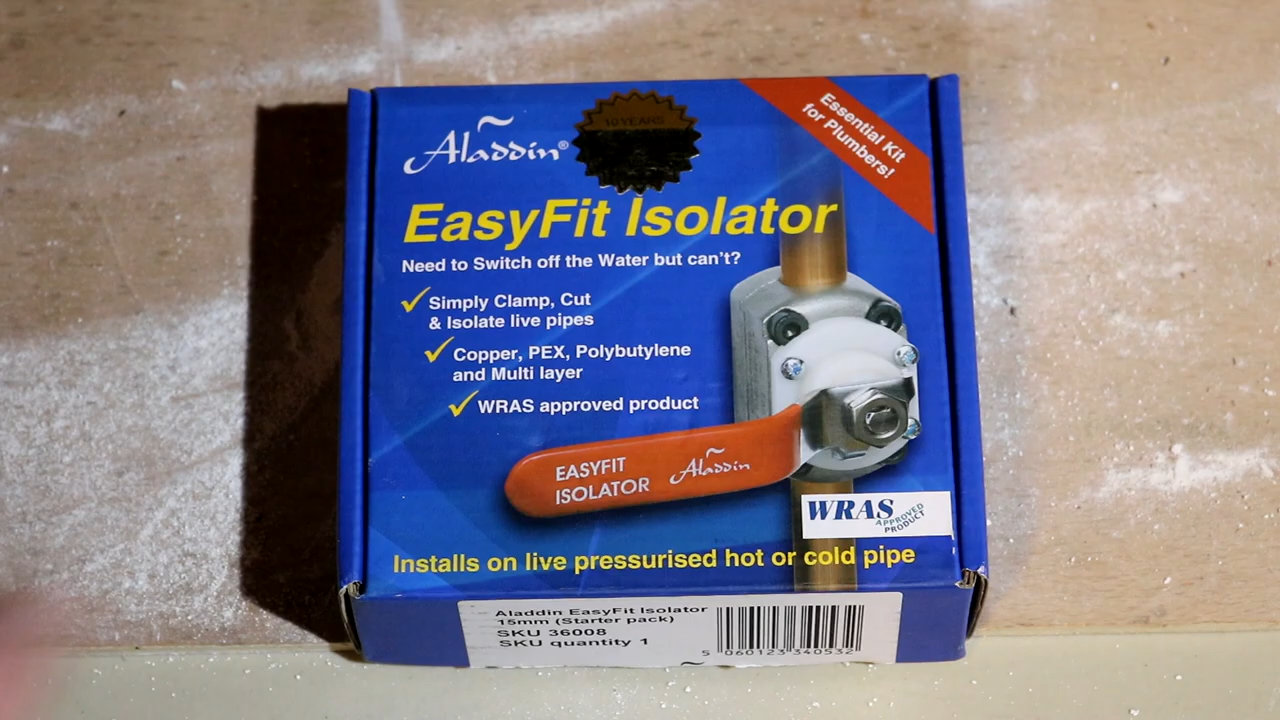 Aladdin®
10 YEARS
Essential Kit
for Plumbers!
EasyFit Isolator
Need to Switch off the Water but can't?
Simply Clamp, Cut
& Isolate live pipes
Copper, PEX, Polybutylene
and Multi layer
WRAS approved product
EASYFIT
ISOLATOR
Aladdin
WRAS
APPROVED
PRODUCT
Installs on live pressurised hot or cold pipe
Aladdin EasyFit Isolator
15mm (Starter pack)
SKU 36008
SKU quantity 1
5 060123 340532